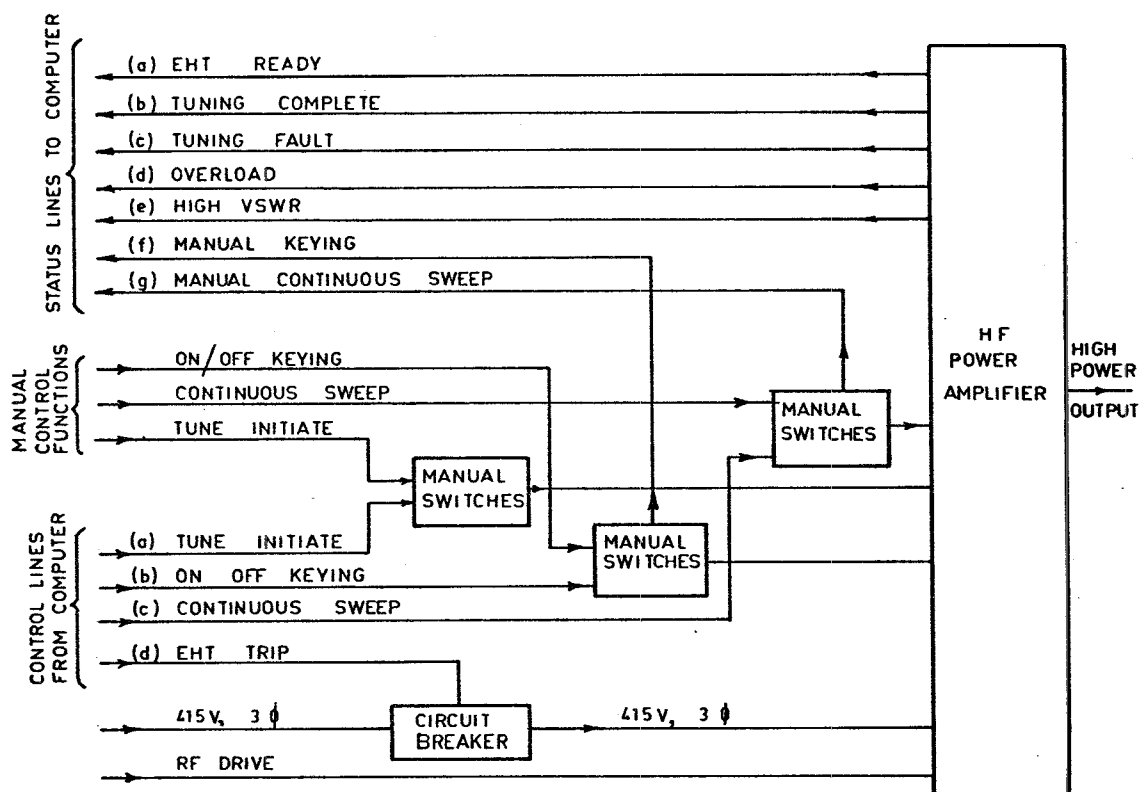 STATUS LINES TO COMPUTER
(a) EHT READY
(b) TUNING COMPLETE
(c) TUNING FAULT
(d) OVERLOAD
(e) HIGH VSWR
(f) MANUAL KEYING
(g) MANUAL CONTINUOUS SWEEP
MANUAL
CONTROL
FUNCTIONS
ON/OFF KEYING
CONTINUOUS SWEEP
TUNE INITIATE
CONTROL LINES
FROM COMPUTER
(a) TUNE INITIATE
(b) ON OFF KEYING
(c) CONTINUOUS SWEEP
(d) EHT TRIP
415V, 3 ϕ
RF DRIVE
MANUAL
SWITCHES
MANUAL
SWITCHES
MANUAL
SWITCHES
CIRCUIT
BREAKER
415V, 3 ϕ
HF
POWER
AMPLIFIER
HIGH
POWER
OUTPUT